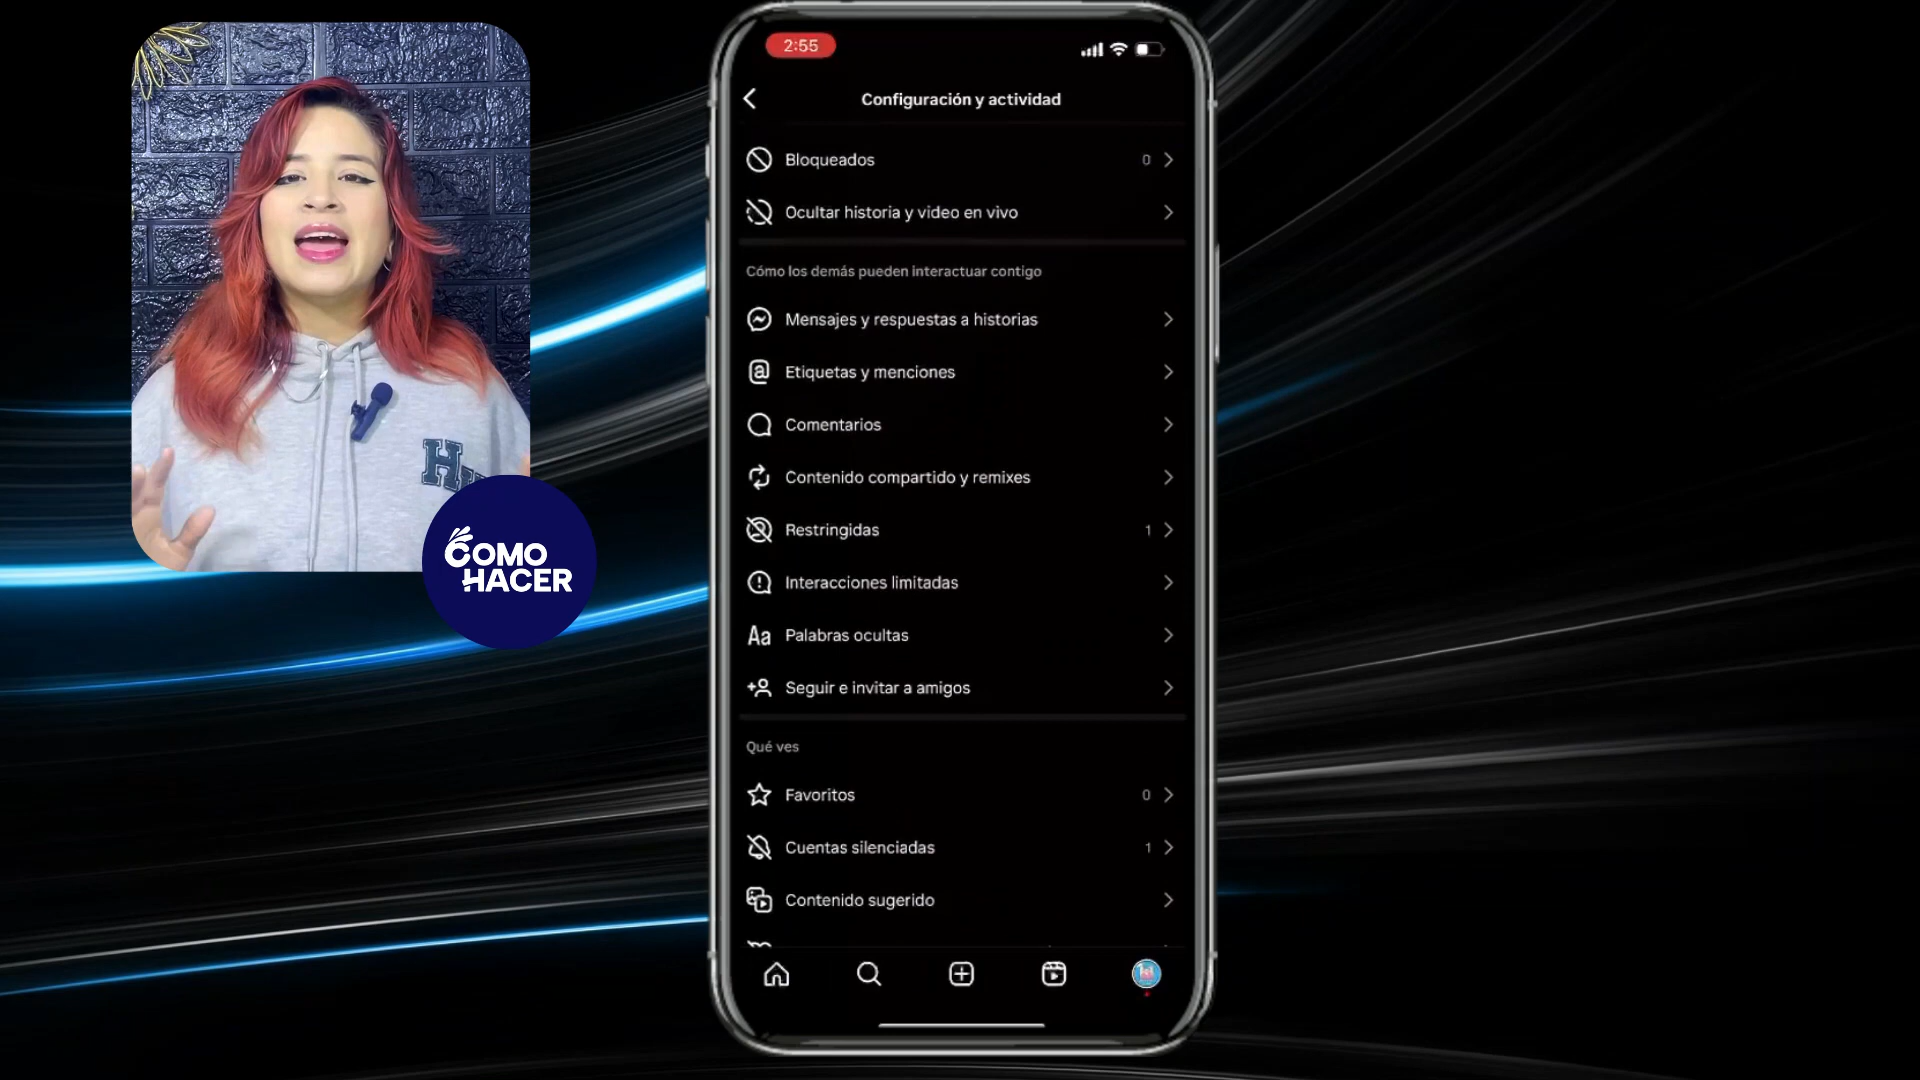 2:55
Configuración y actividad
Bloqueados 0
Ocultar historia y video en vivo
Cómo los demás pueden interactuar contigo
Mensajes y respuestas a historias
Etiquetas y menciones
Comentarios
Contenido compartido y remixes
Restringidas 1
Interacciones limitadas
Aa Palabras ocultas
Seguir e invitar a amigos
Qué ves
Favoritos 0
Cuentas silenciadas 1
Contenido sugerido
COMO
HACER